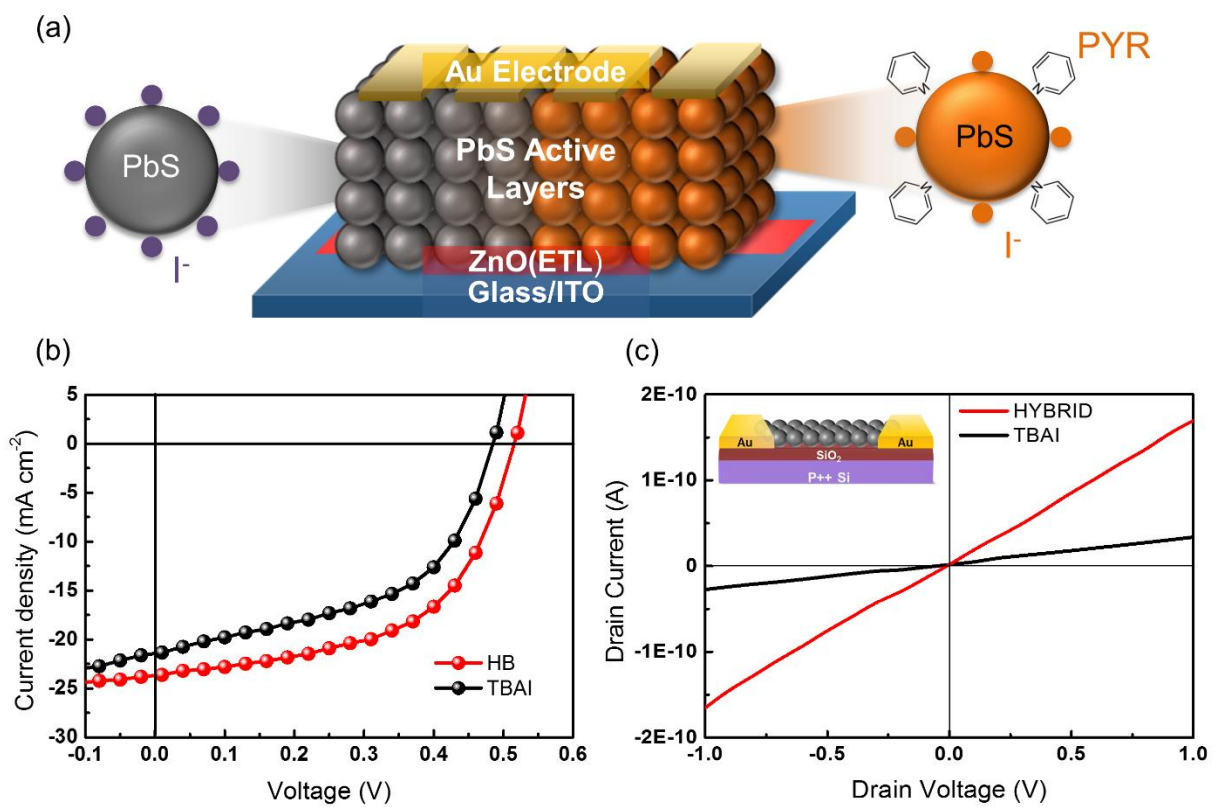 (a)
PYR
Au Electrode
N
N
PbS
PbS
PbS Active
Layers
N
N
I-
I-
ZnO(ETL)
Glass/ITO
(b)
(c)
Current density (mA cm-2)
5
0
-5
-10
-15
-20
-25
-30
HB
TBAI
-0.1 0.0 0.1 0.2 0.3 0.4 0.5 0.6
Voltage (V)
Drain Current (A)
2E-10
1E-10
0
-1E-10
-2E-10
HYBRID
TBAI
Au
Au
SiO2
P++ Si
-1.0 -0.5 0.0 0.5 1.0
Drain Voltage (V)